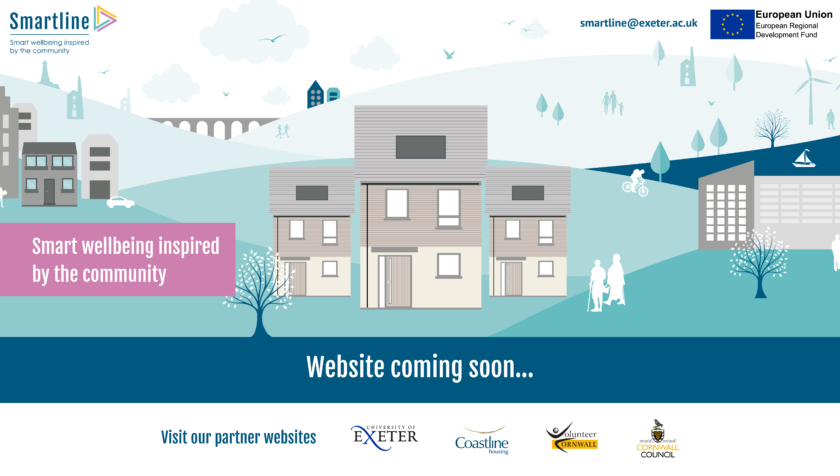 Smartline
Smart wellbeing inspired
by the community
smartline@exeter.ac.uk
European Union
European Regional
Development Fund
Smart wellbeing inspired
by the community
Website coming soon...
Visit our partner websites
UNIVERSITY OF
EXETER
Coastline
housing
Volunteer
CORNWALL
CORNWALL
COUNCIL